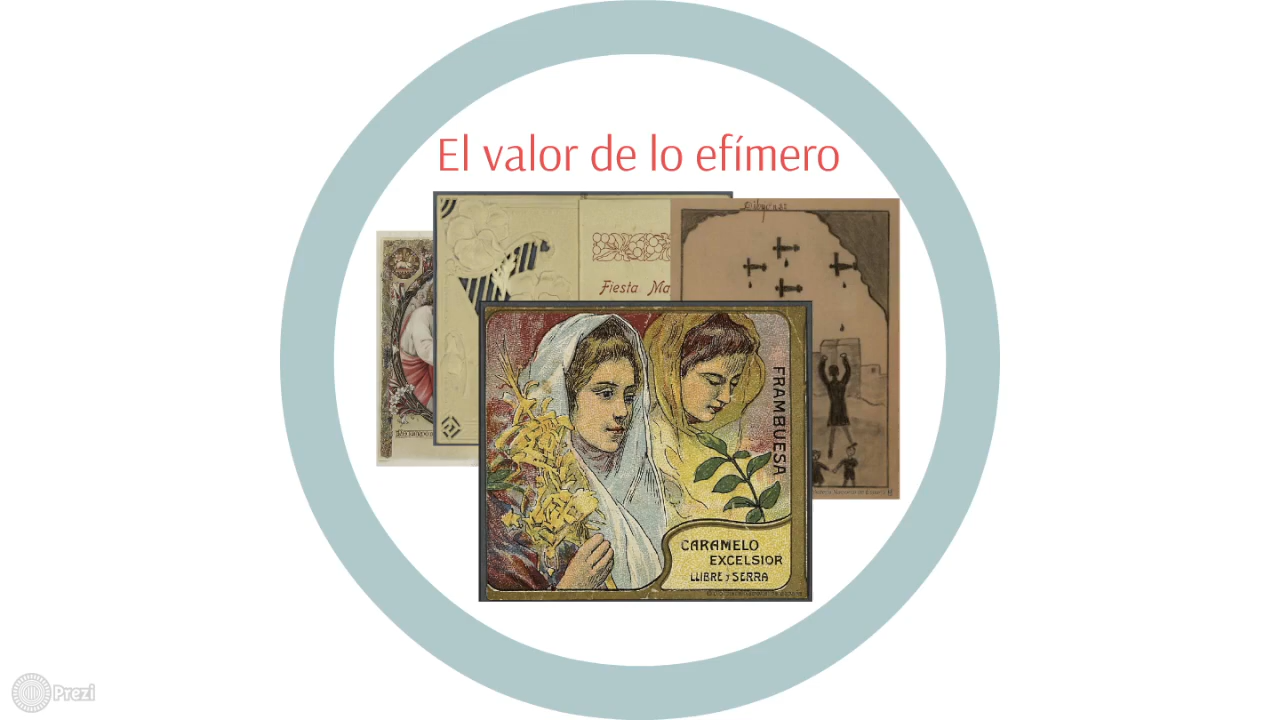 El valor de lo efímero
Fiesta Ma
FRAMBUESA
CARAMELO
EXCELSIOR
LLIBRE y SERRA
Prezi